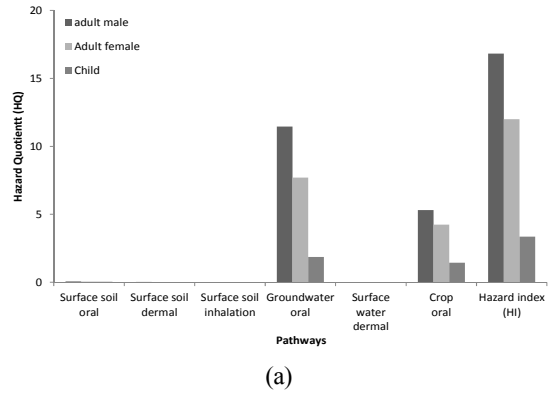 20
adult male
Adult female
Child
15
10
5
0
Hazard Quotientt (HQ)
Surface soil oral
Surface soil dermal
Surface soil inhalation
Groundwater oral
Surface water dermal
Crop oral
Hazard index (HI)
Pathways
(a)